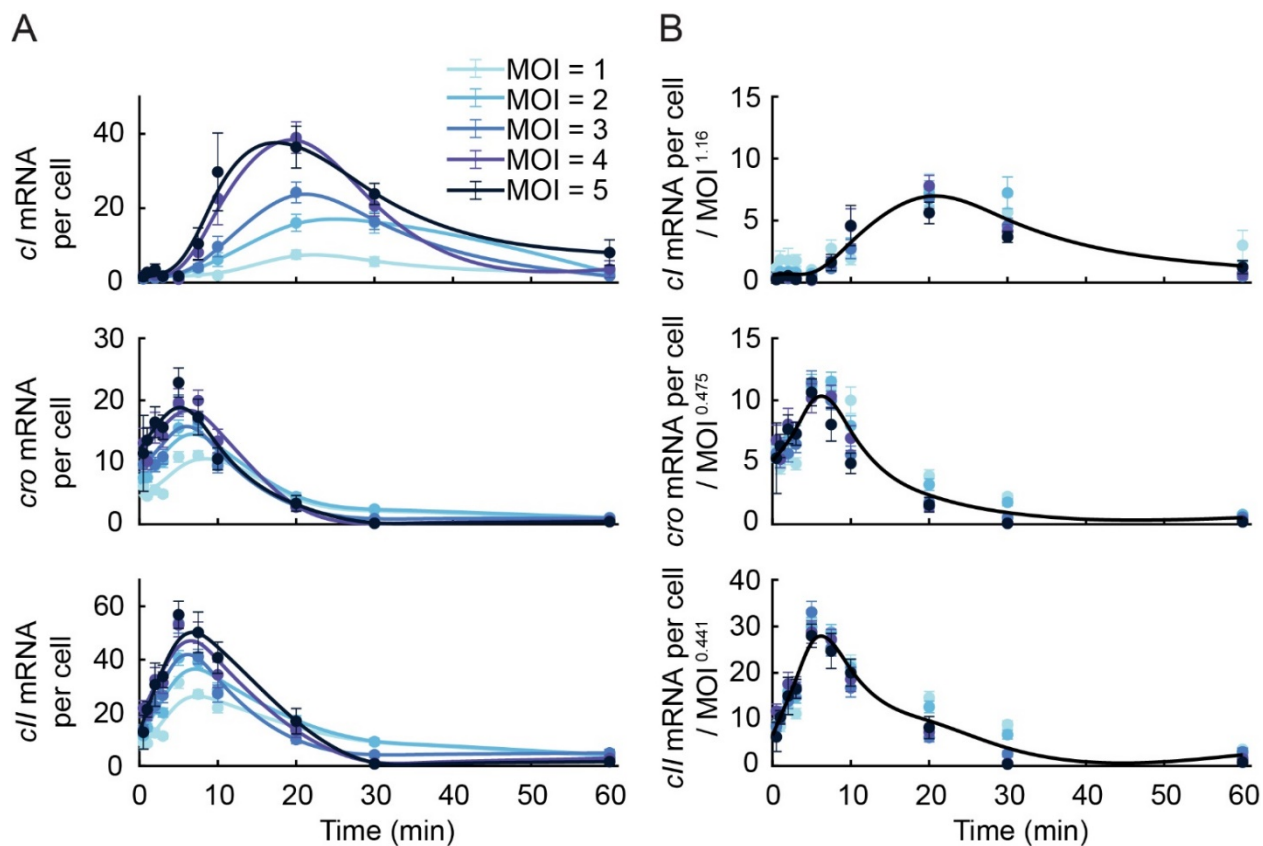 A
MOI = 1
MOI = 2
MOI = 3
MOI = 4
MOI = 5
cI mRNA
per cell
40
20
0
cro mRNA
per cell
30
20
10
0
cII mRNA
per cell
60
40
20
0
0 20 40 60
Time (min)
B
cI mRNA per cell
/ MOI^1.16
15
10
5
0
cro mRNA per cell
/ MOI^0.475
15
10
5
0
cII mRNA per cell
/ MOI^0.441
40
30
20
10
0
0 10 20 30 40 50 60
Time (min)